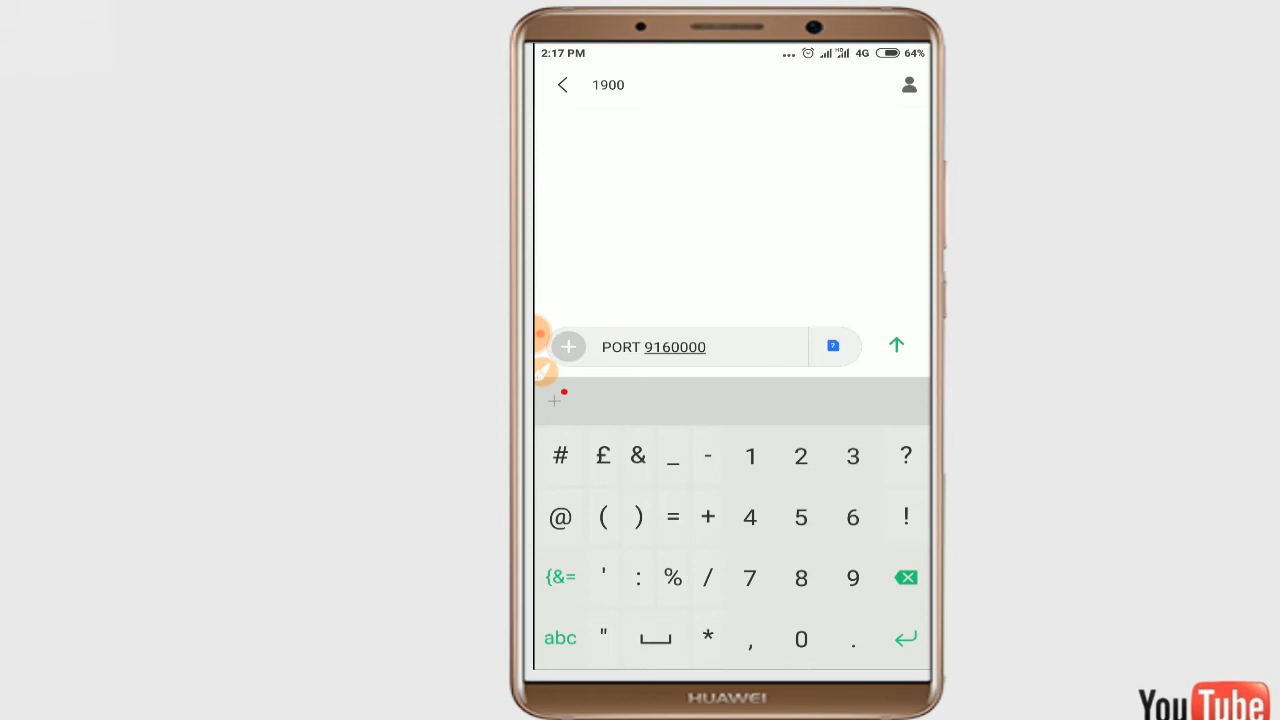 2:17 PM 4G 64%
1900
PORT 9160000
# £ & _ - 1 2 3 ?
@ ( ) = + 4 5 6 !
{&= ' : % / 7 8 9
abc " * , 0 .
HUAWEI
YouTube